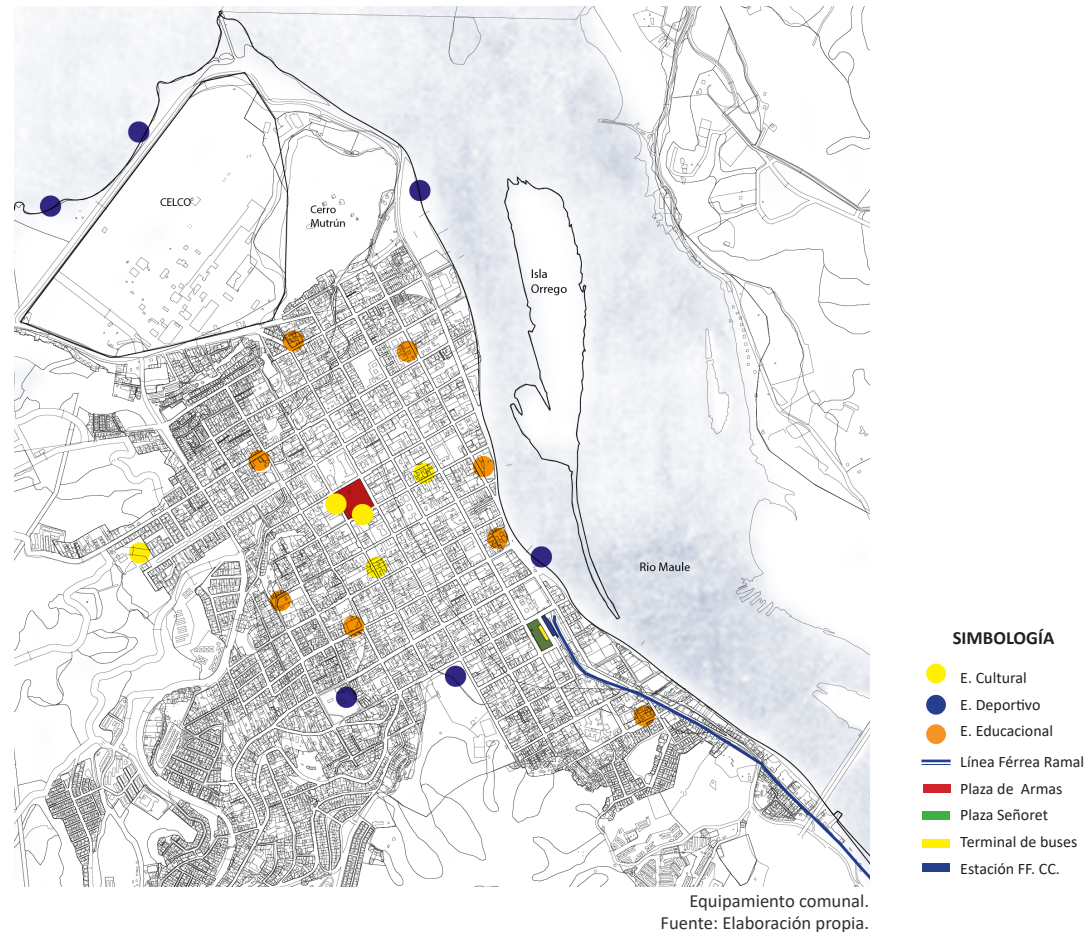 CELCO
Cerro
Mutrún
Isla
Orrego
Rio Maule
SIMBOLOGÍA
E. Cultural
E. Deportivo
E. Educacional
Línea Férrea Ramal
Plaza de Armas
Plaza Señoret
Terminal de buses
Estación FF. CC.
Equipamiento comunal.
Fuente: Elaboración propia.